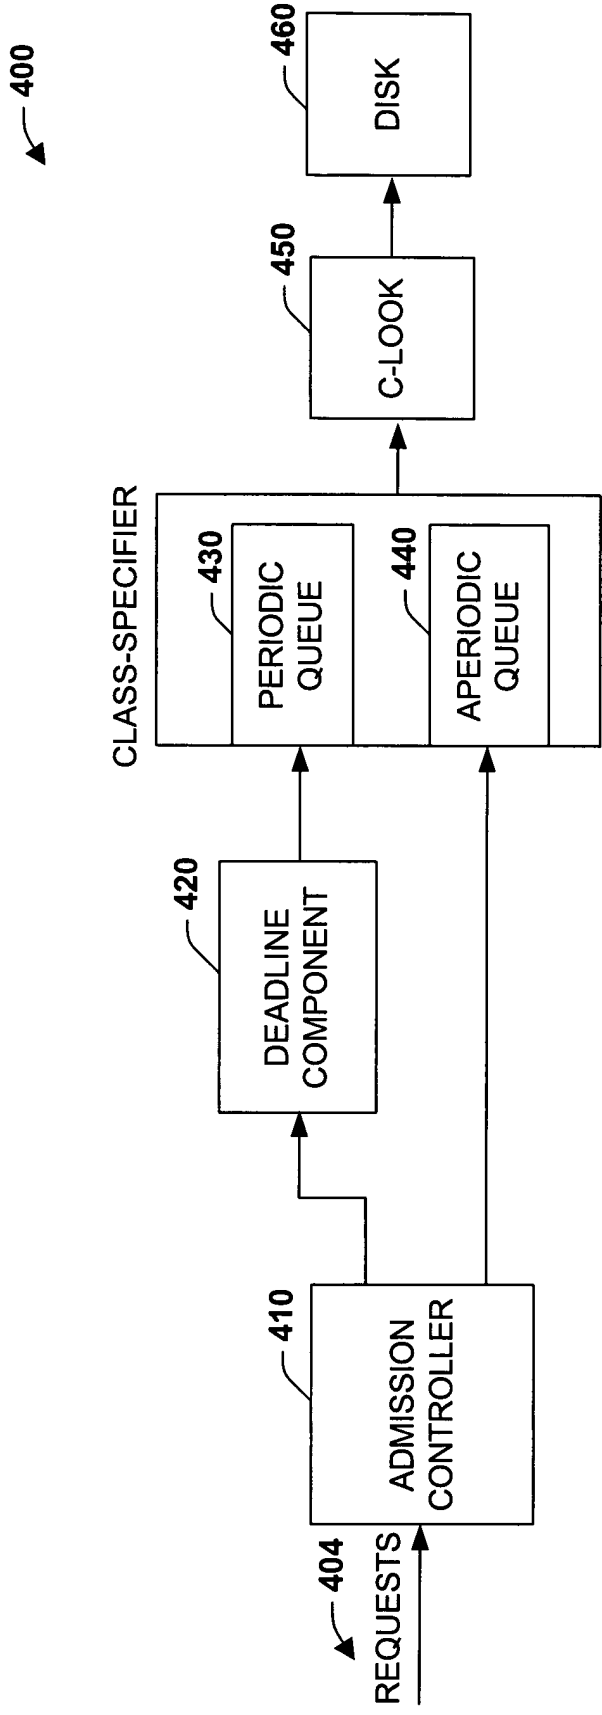 400
REQUESTS
404
ADMISSION
CONTROLLER
410
DEADLINE
COMPONENT
420
CLASS-SPECIFIER
PERIODIC
QUEUE
430
APERIODIC
QUEUE
440
C-LOOK
450
DISK
460